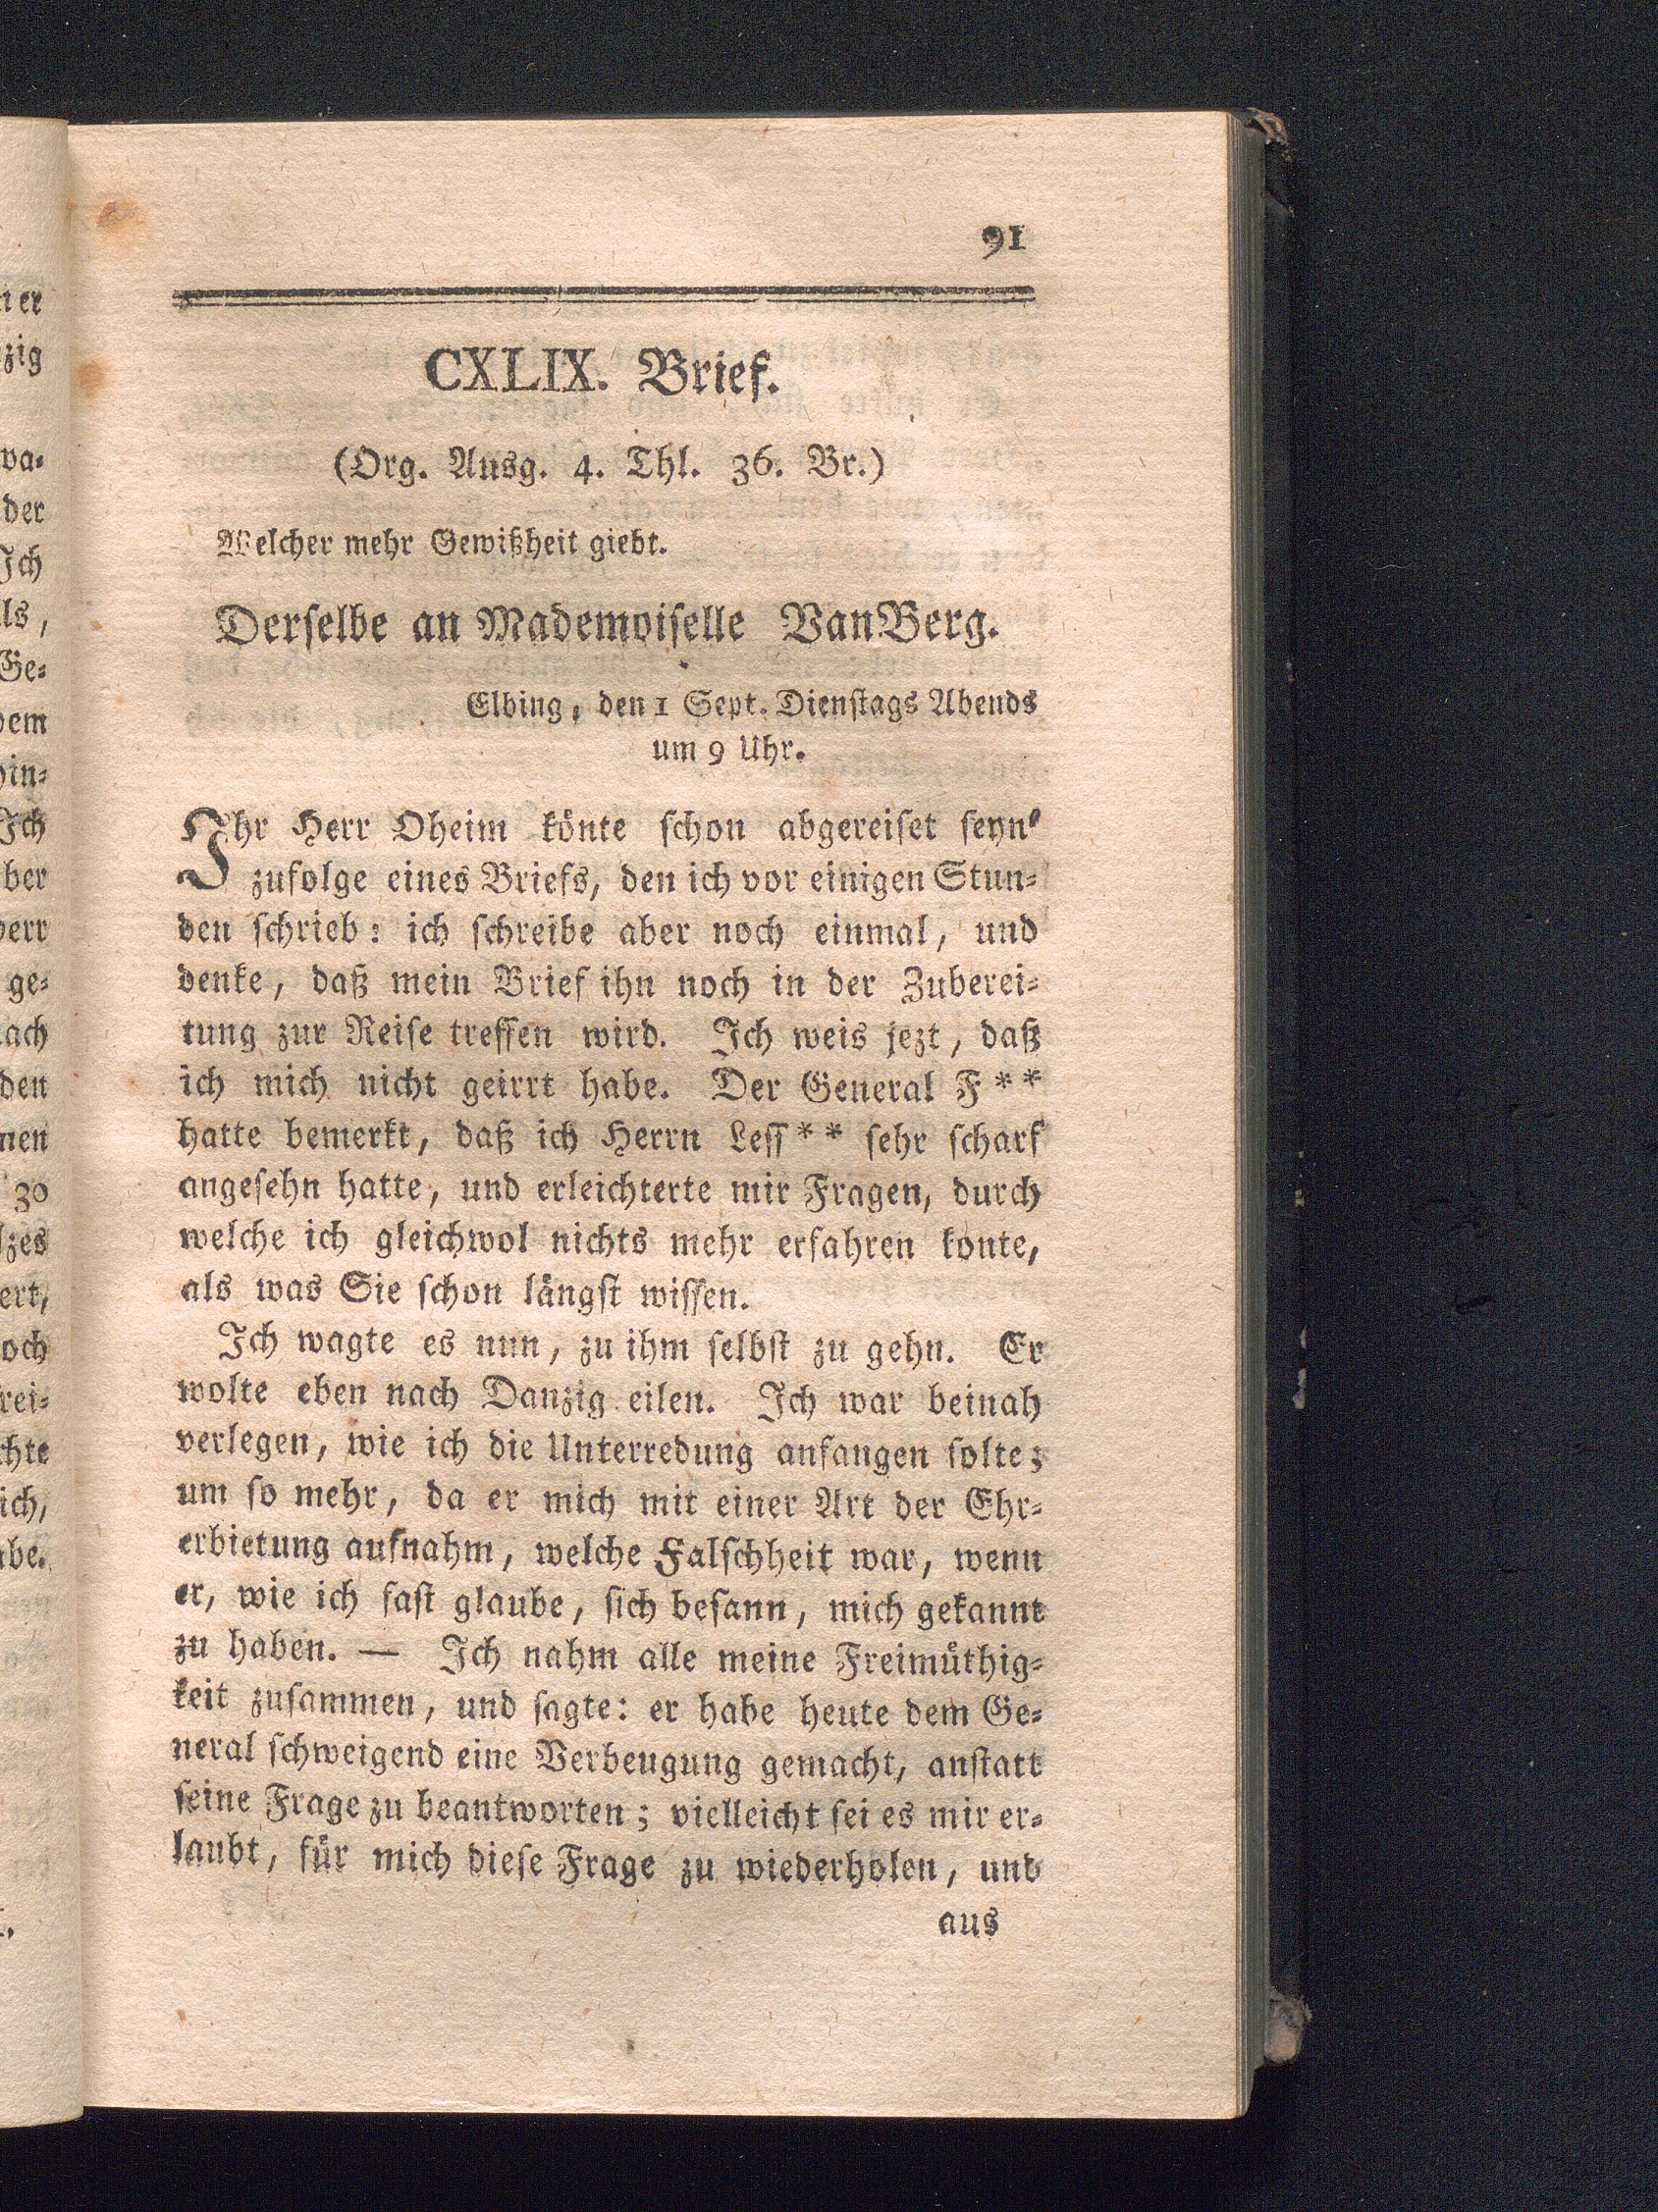 91
CXLIX. Brief.
(Org. Ausg. 4. Thl. 36. Br.)
Welcher mehr Gewißheit giebt.
Derselbe an Mademoiselle VanBerg.
Elbing, den 1 Sept. Dienstags Abends
um 9 Uhr.
Ihr Herr Oheim könte schon abgereiset seyn'
zufolge eines Briefs, den ich vor einigen Stun-
den schrieb: ich schreibe aber noch einmal, und
denke, daß mein Brief ihn noch in der Zuberei-
tung zur Reise treffen wird. Ich weis jezt, daß
ich mich nicht geirrt habe. Der General F**
hatte bemerkt, daß ich Herrn Less** sehr scharf
angesehn hatte, und erleichterte mir Fragen, durch
welche ich gleichwol nichts mehr erfahren konte,
als was Sie schon längst wissen.
Ich wagte es nun, zu ihm selbst zu gehn. Er
wolte eben nach Danzig eilen. Ich war beinah
verlegen, wie ich die Unterredung anfangen solte;
um so mehr, da er mich mit einer Art der Ehr-
erbietung aufnahm, welche Falschheit war, wenn
er, wie ich fast glaube, sich besann, mich gekannt
zu haben. — Ich nahm alle meine Freimüthig-
keit zusammen, und sagte: er habe heute dem Ge-
neral schweigend eine Verbeugung gemacht, anstatt
seine Frage zu beantworten; vielleicht sei es mir er-
laubt, für mich diese Frage zu wiederholen, und
aus